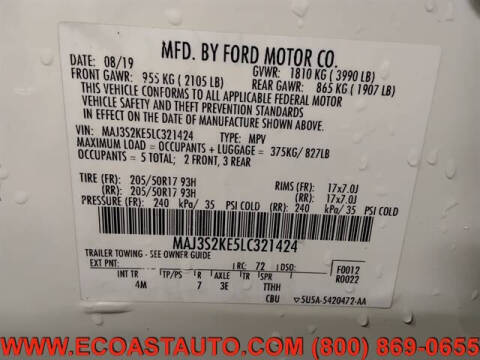 MFD. BY FORD MOTOR CO.
DATE: 08/19 GVWR: 1810 KG ( 3990 LB)
FRONT GAWR: 955 KG ( 2105 LB) REAR GAWR: 865 KG ( 1907 LB)
THIS VEHICLE CONFORMS TO ALL APPLICABLE FEDERAL MOTOR
VEHICLE SAFETY AND THEFT PREVENTION STANDARDS
IN EFFECT ON THE DATE OF MANUFACTURE SHOWN ABOVE.
VIN: MAJ3S2KE5LC321424 TYPE: MPV
MAXIMUM LOAD = OCCUPANTS + LUGGAGE = 375KG/ 827LB
OCCUPANTS = 5 TOTAL; 2 FRONT, 3 REAR
TIRE (FR): 205/50R17 93H RIMS (FR): 17x7.0J
(RR): 205/50R17 93H (RR): 17x7.0J
PRESSURE (FR): 240 kPa/ 35 PSI COLD (RR): 240 kPa/ 35 PSI COLD
MAJ3S2KE5LC321424
TRAILER TOWING - SEE OWNER GUIDE
EXT PNT: RC: 72 DSO: F0012
R0022
INT TR TP/PS R TX TR SPR
4M 7 3E TTHH
CBU 5U5A-5420472-AA
WWW.ECOASTAUTO.COM (800) 869-0655